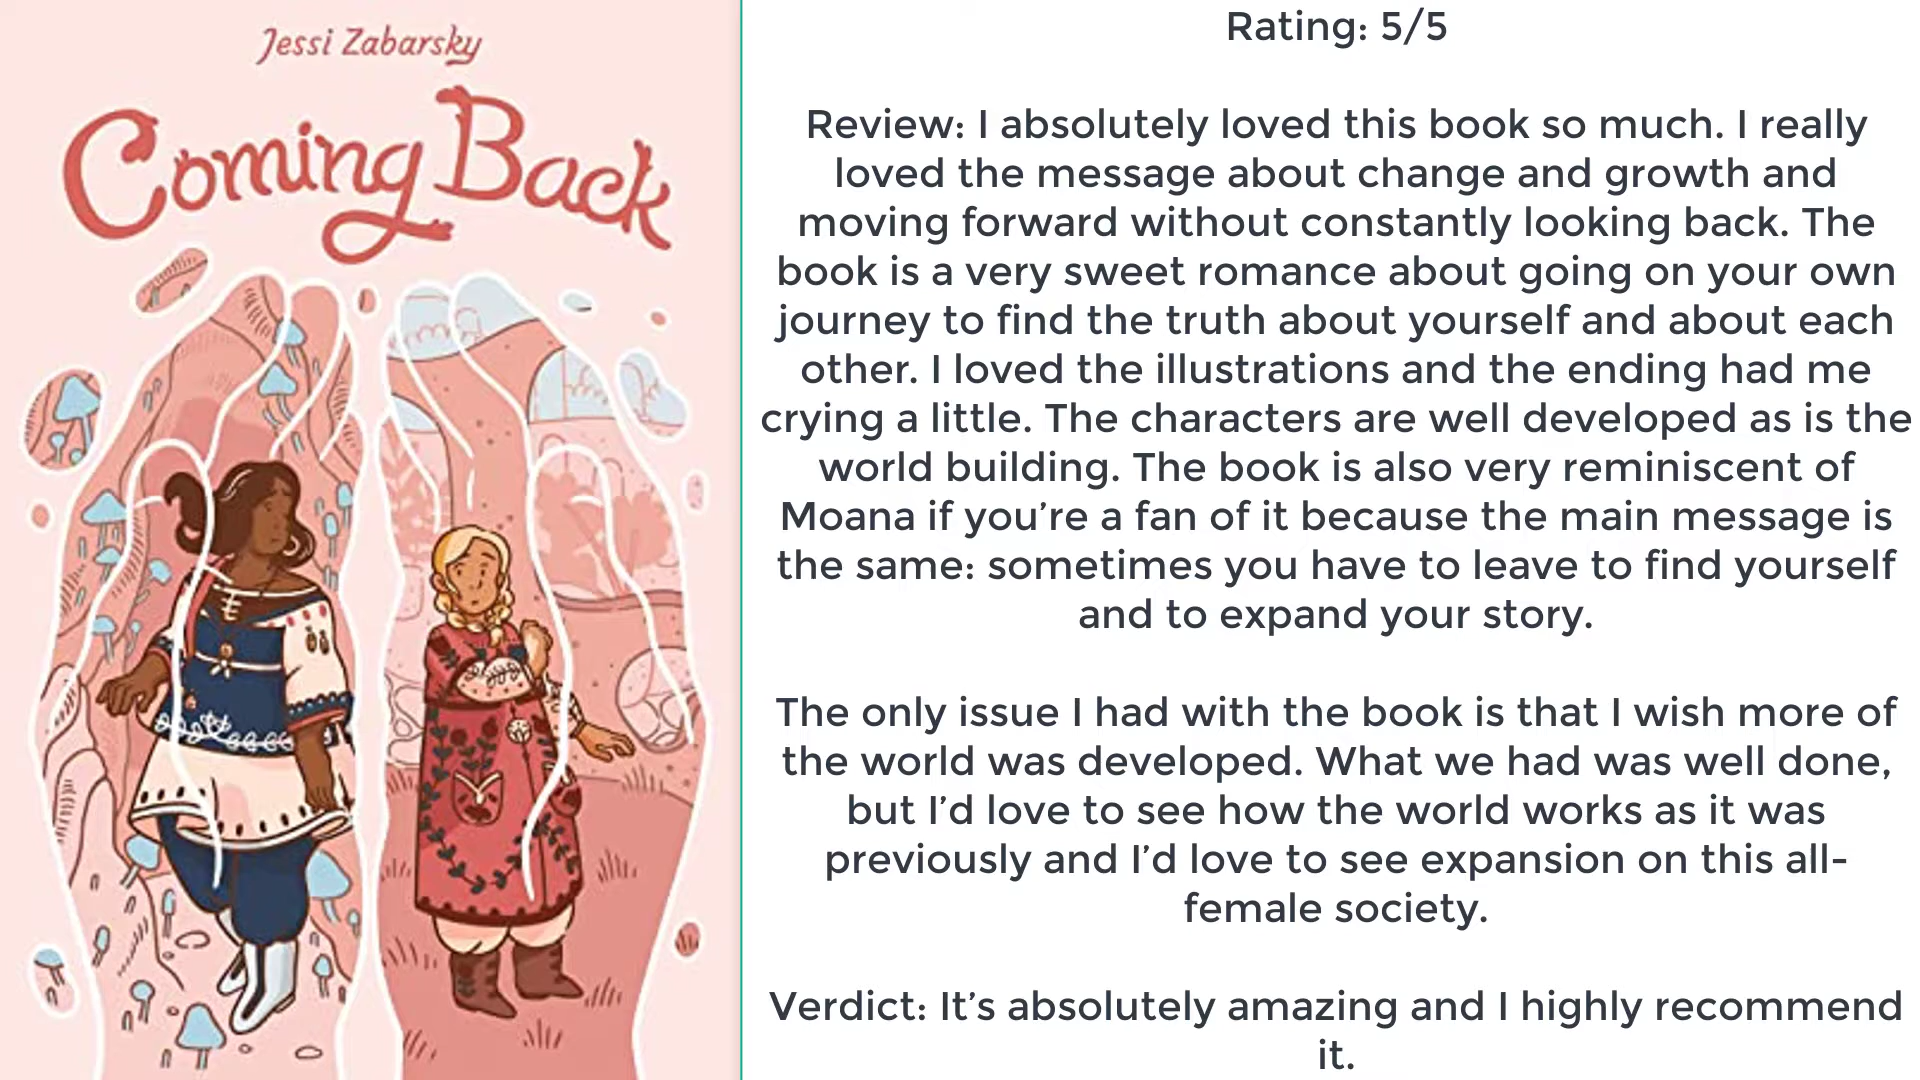 Jessi Zabarsky
Coming Back
Rating: 5/5
Review: I absolutely loved this book so much. I really
loved the message about change and growth and
moving forward without constantly looking back. The
book is a very sweet romance about going on your own
journey to find the truth about yourself and about each
other. I loved the illustrations and the ending had me
crying a little. The characters are well developed as is the
world building. The book is also very reminiscent of
Moana if you’re a fan of it because the main message is
the same: sometimes you have to leave to find yourself
and to expand your story.
The only issue I had with the book is that I wish more of
the world was developed. What we had was well done,
but I’d love to see how the world works as it was
previously and I’d love to see expansion on this all-
female society.
Verdict: It’s absolutely amazing and I highly recommend
it.